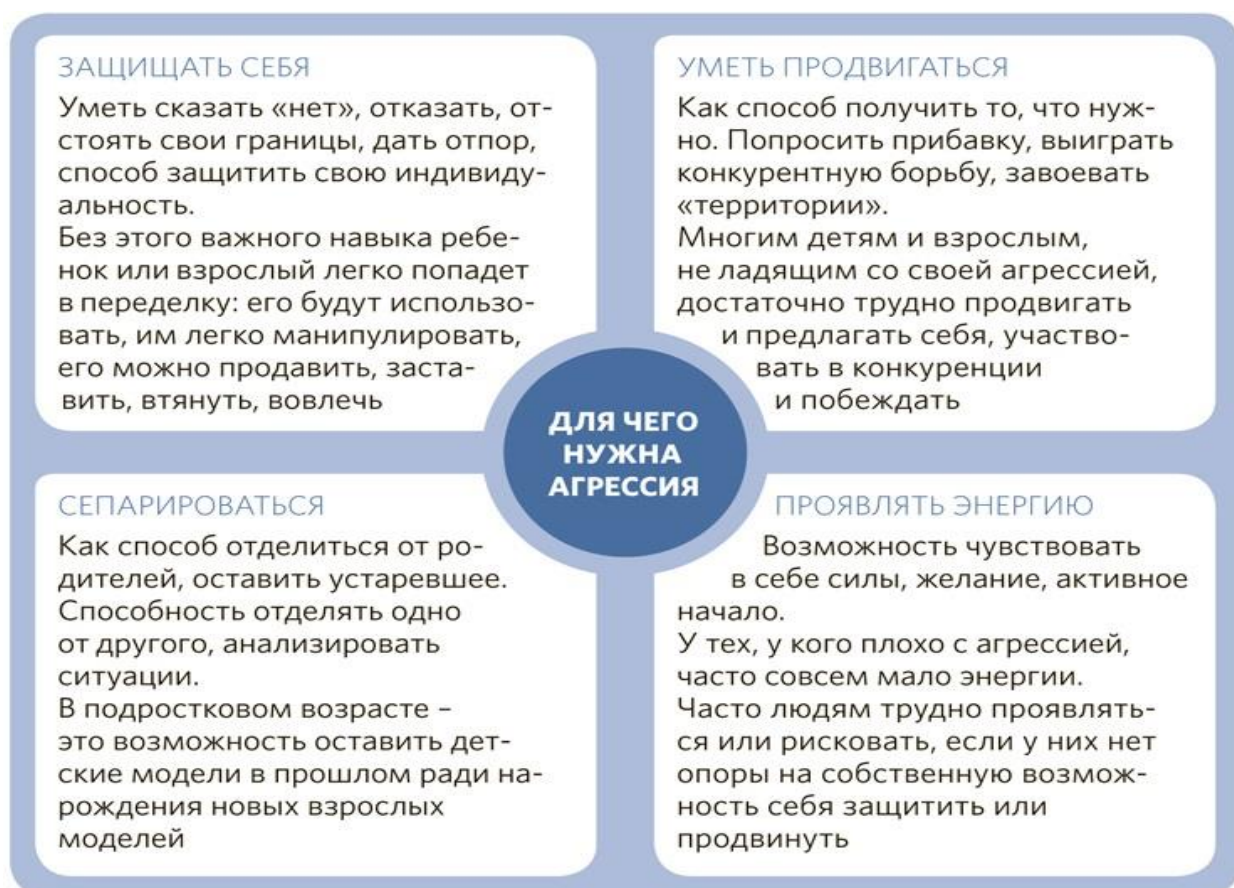 ЗАЩИЩАТЬ СЕБЯ
Уметь сказать «нет», отказать, от-
стоять свои границы, дать отпор,
способ защитить свою индивиду-
альность.
Без этого важного навыка ребе-
нок или взрослый легко попадет
в переделку: его будут использо-
вать, им легко манипулировать,
его можно продавить, заста-
вить, втянуть, вовлечь
УМЕТЬ ПРОДВИГАТЬСЯ
Как способ получить то, что нуж-
но. Попросить прибавку, выиграть
конкурентную борьбу, завоевать
«территории».
Многим детям и взрослым,
не ладящим со своей агрессией,
достаточно трудно продвигать
и предлагать себя, участво-
вать в конкуренции
и побеждать
ДЛЯ ЧЕГО
НУЖНА
АГРЕССИЯ
СЕПАРИРОВАТЬСЯ
Как способ отделиться от ро-
дителей, оставить устаревшее.
Способность отделять одно
от другого, анализировать
ситуации.
В подростковом возрасте –
это возможность оставить дет-
ские модели в прошлом ради на-
рождения новых взрослых
моделей
ПРОЯВЛЯТЬ ЭНЕРГИЮ
Возможность чувствовать
в себе силы, желание, активное
начало.
У тех, у кого плохо с агрессией,
часто совсем мало энергии.
Часто людям трудно проявлять-
ся или рисковать, если у них нет
опоры на собственную возмож-
ность себя защитить или
продвинуть